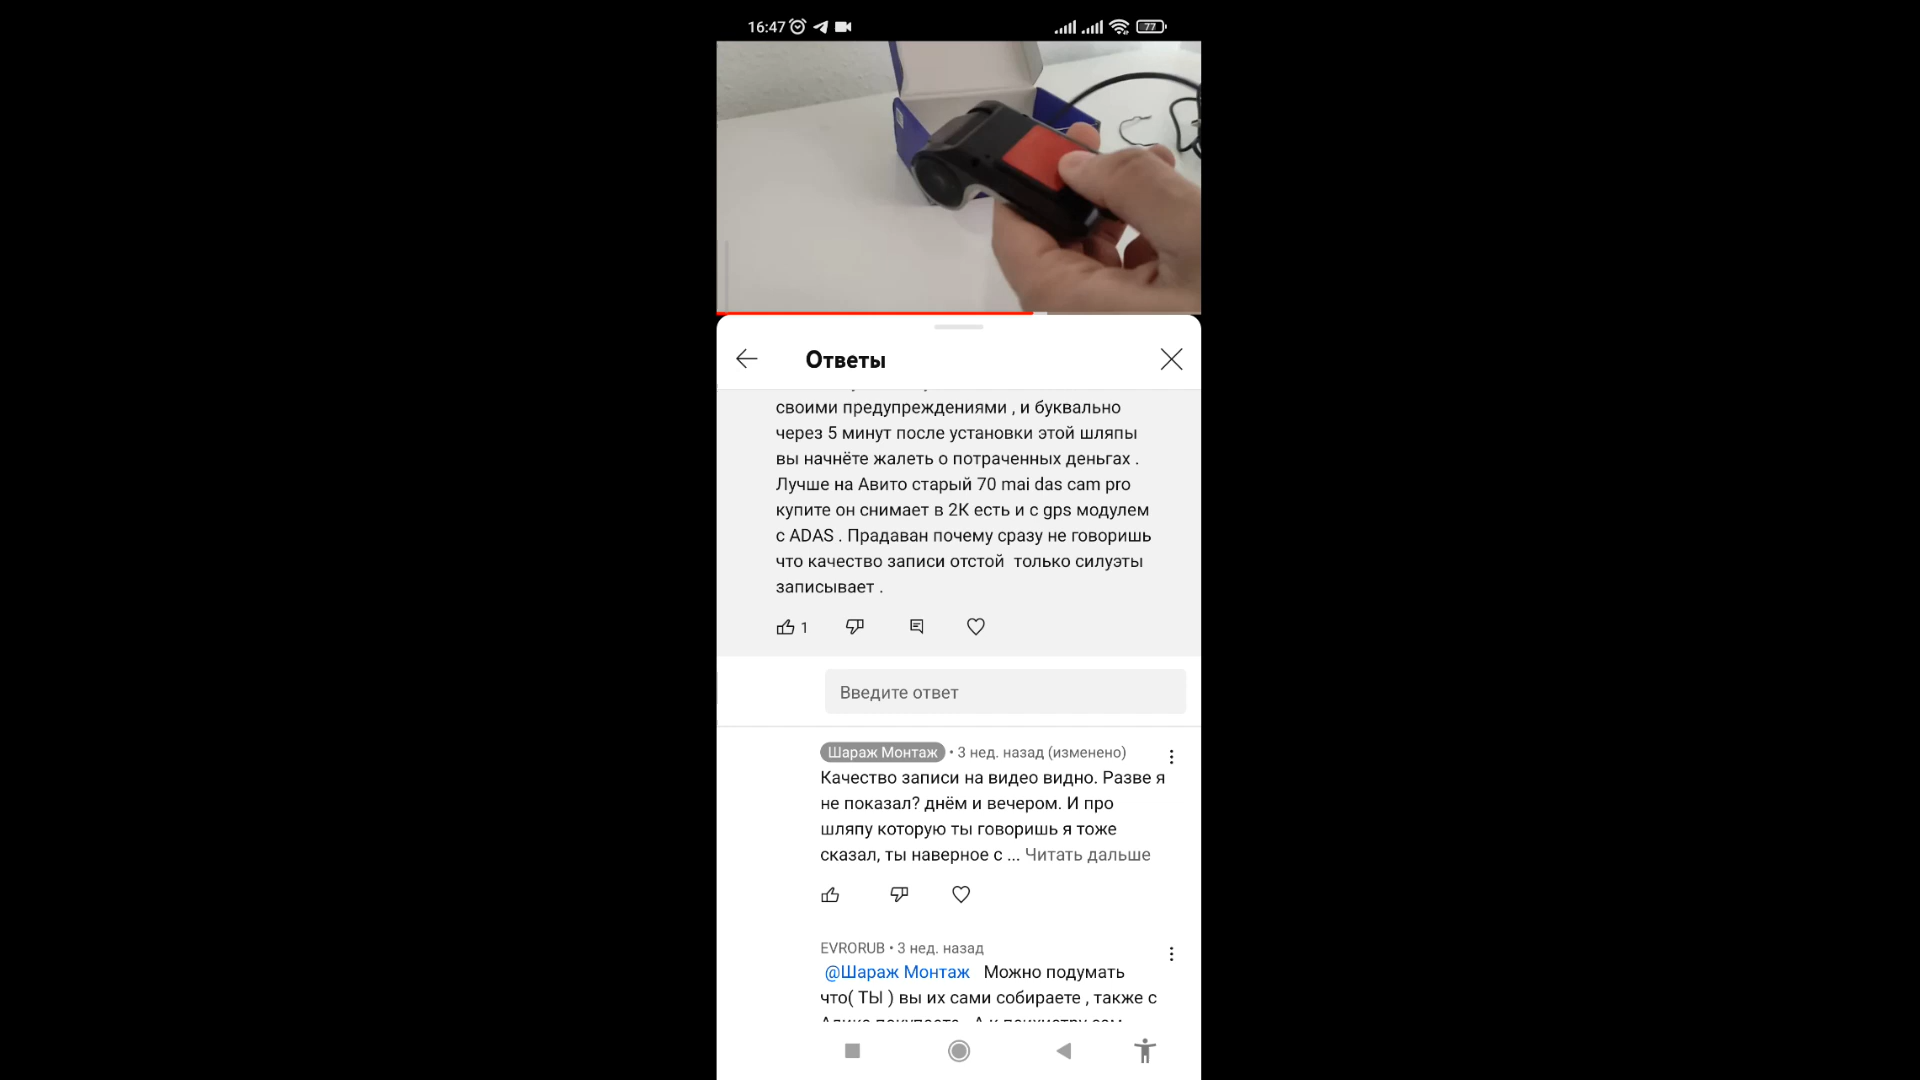 16:47
77
Ответы
своими предупреждениями , и буквально
через 5 минут после установки этой шляпы
вы начнёте жалеть о потраченных деньгах .
Лучше на Авито старый 70 mai das cam pro
купите он снимает в 2К есть и с gps модулем
с ADAS . Прадаван почему сразу не говоришь
что качество записи отстой  только силуэты
записывает .
1
Введите ответ
Шараж Монтаж • 3 нед. назад (изменено)
Качество записи на видео видно. Разве я
не показал? днём и вечером. И про
шляпу которую ты говоришь я тоже
сказал, ты наверное с ... Читать дальше
EVRORUB • 3 нед. назад
@Шараж Монтаж   Можно подумать
что( ТЫ ) вы их сами собираете , также с